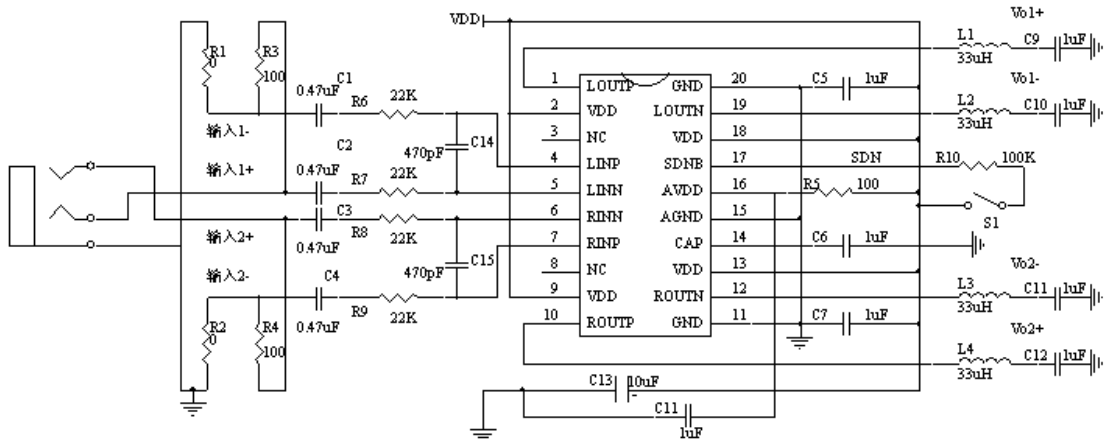 VDD
Vo1+
L1
33uH
C9
1uF
R1
0
R3
100
C1
0.47uF
R6
22K
1
2
3
4
5
6
7
8
9
10
LOUTP
VDD
NC
LINP
LINN
RINN
RINP
NC
VDD
ROUTP
GND
LOUTN
VDD
SDNB
AVDD
AGND
CAP
VDD
ROUTN
GND
20
19
18
17
16
15
14
13
12
11
C5
1uF
Vo1-
L2
33uH
C10
1uF
输入1-
输入1+
C2
0.47uF
R7
22K
470pF
C14
SDN
R10
100K
R5
100
S1
输入2+
输入2-
C3
0.47uF
R8
22K
470pF
C15
C6
1uF
C4
0.47uF
R9
22K
R2
0
R4
100
Vo2-
L3
33uH
C11
1uF
C7
1uF
Vo2+
L4
33uH
C12
1uF
C13
10uF
-
C11
1uF